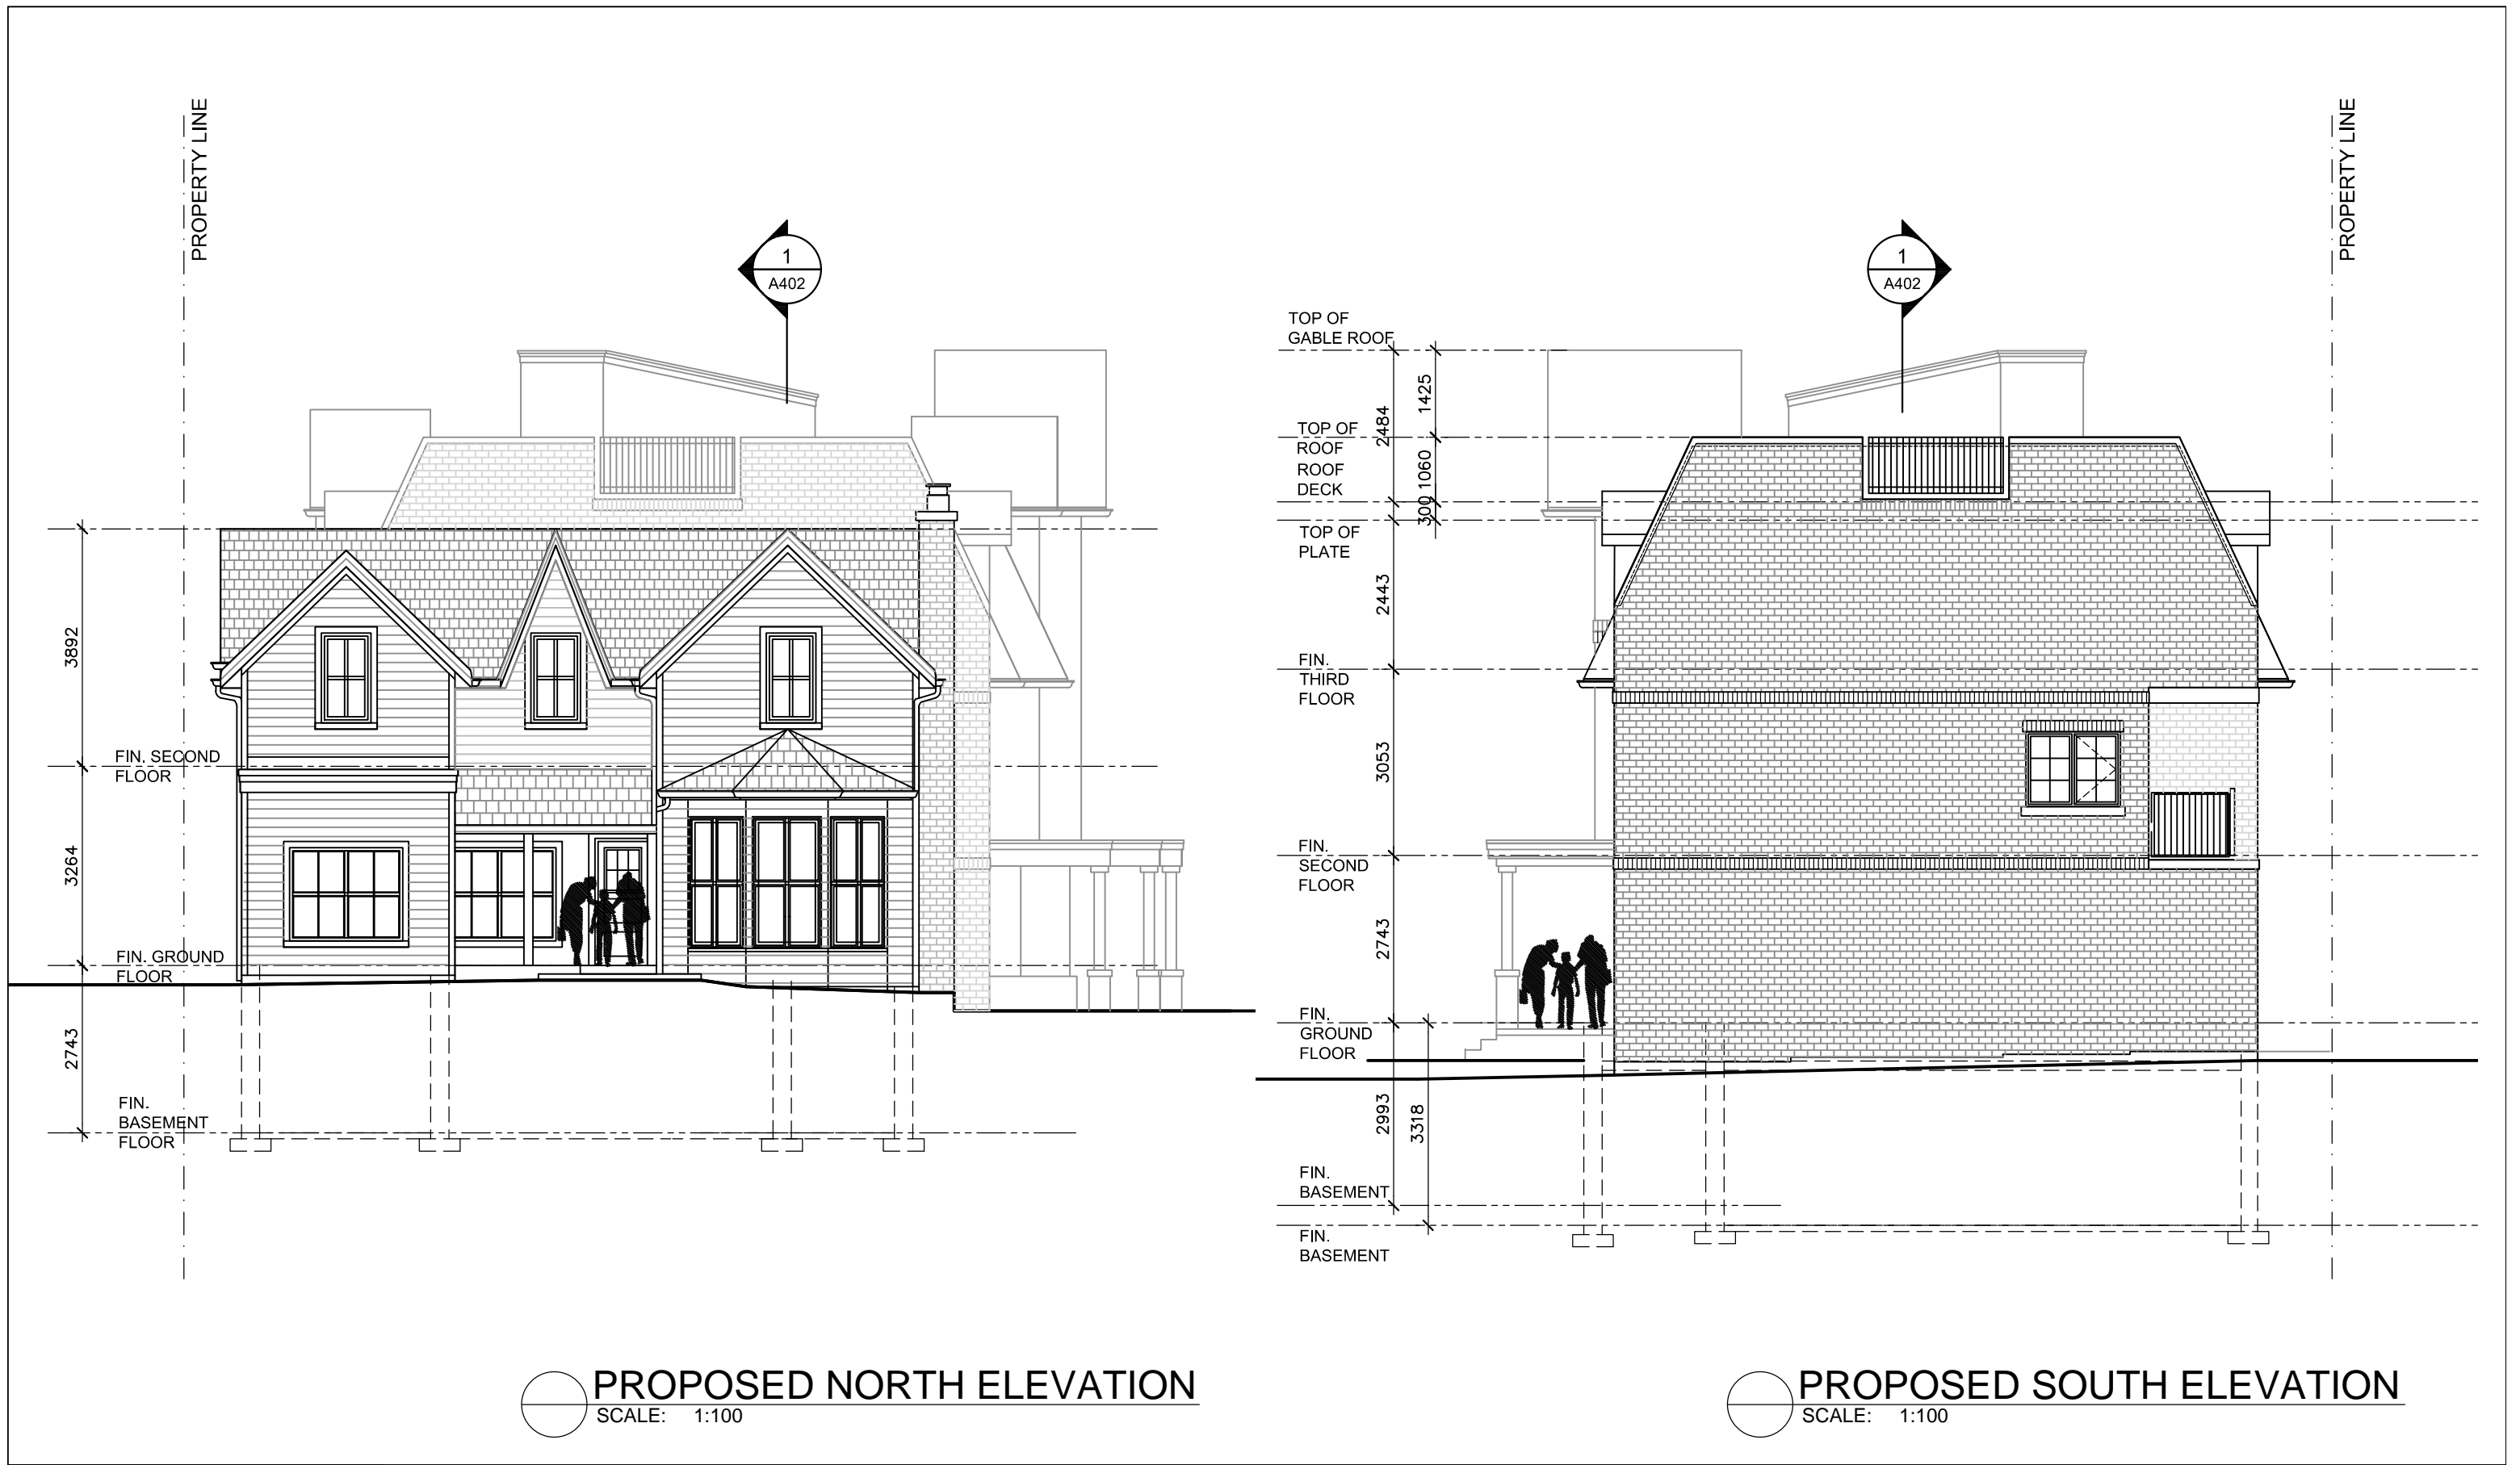 PROPERTY LINE
1
A402
3892
FIN. SECOND
FLOOR
3264
FIN. GROUND
FLOOR
2743
FIN.
BASEMENT
FLOOR
PROPOSED NORTH ELEVATION
SCALE: 1:100
PROPERTY LINE
1
A402
TOP OF
GABLE ROOF
1425
2484
TOP OF
ROOF
ROOF
DECK
1060
300
TOP OF
PLATE
2443
FIN.
THIRD
FLOOR
3053
FIN.
SECOND
FLOOR
2743
FIN.
GROUND
FLOOR
2993
3318
FIN.
BASEMENT
FIN.
BASEMENT
PROPOSED SOUTH ELEVATION
SCALE: 1:100